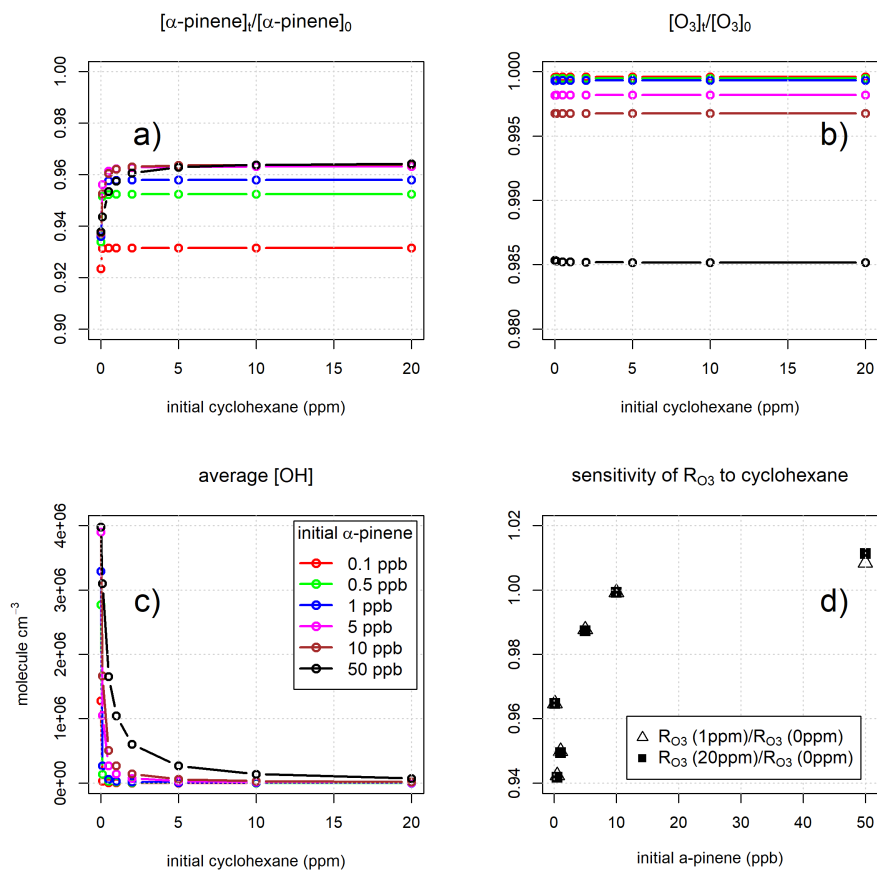 [α-pinene]t/[α-pinene]0
1.00
0.98
0.96
0.94
0.92
0.90
a)
0
5
10
15
20
initial cyclohexane (ppm)
[O3]t/[O3]0
1.000
0.995
0.990
0.985
0.980
b)
0
5
10
15
20
initial cyclohexane (ppm)
average [OH]
molecule cm−3
4e+06
3e+06
2e+06
1e+06
0e+00
c)
initial α-pinene
0.1 ppb
0.5 ppb
1 ppb
5 ppb
10 ppb
50 ppb
0
5
10
15
20
initial cyclohexane (ppm)
sensitivity of RO3 to cyclohexane
1.02
1.00
0.98
0.96
0.94
d)
RO3 (1ppm)/RO3 (0ppm)
RO3 (20ppm)/RO3 (0ppm)
0
10
20
30
40
50
initial a-pinene (ppb)